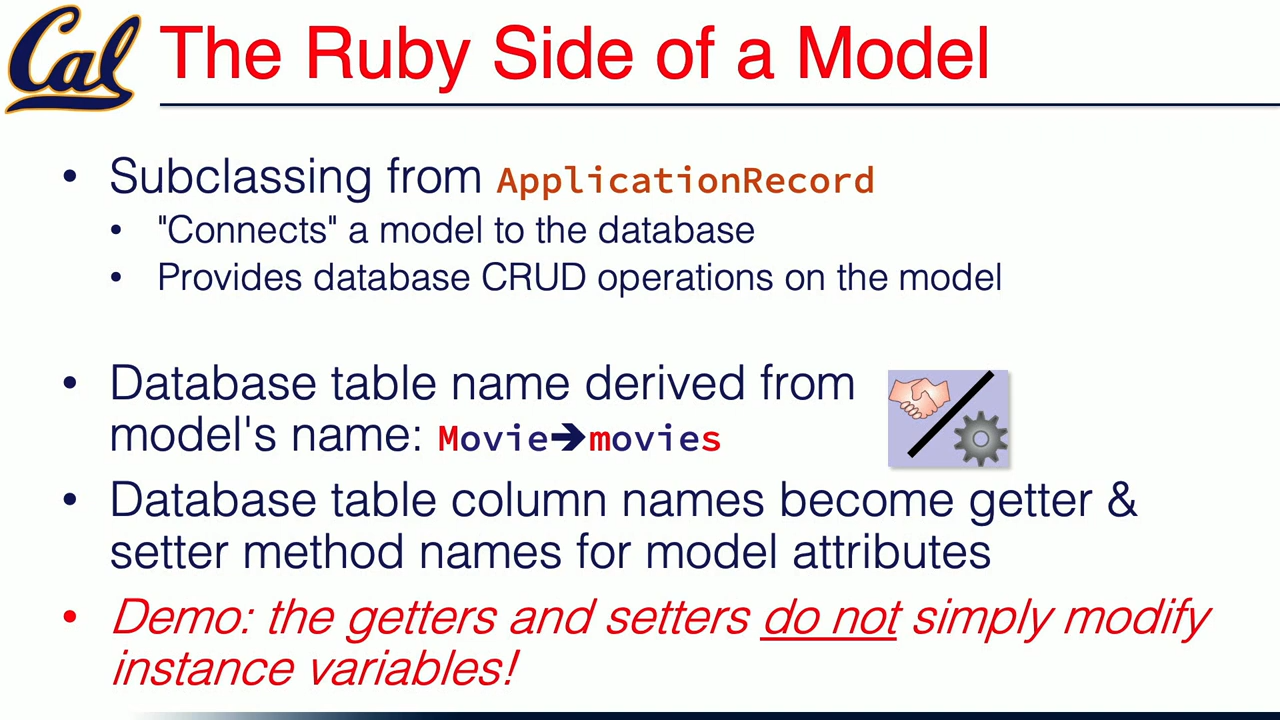 Cal The Ruby Side of a Model
• Subclassing from ApplicationRecord
• "Connects" a model to the database
• Provides database CRUD operations on the model
• Database table name derived from
model's name: Movie➔movies
• Database table column names become getter &
setter method names for model attributes
• Demo: the getters and setters do not simply modify
instance variables!